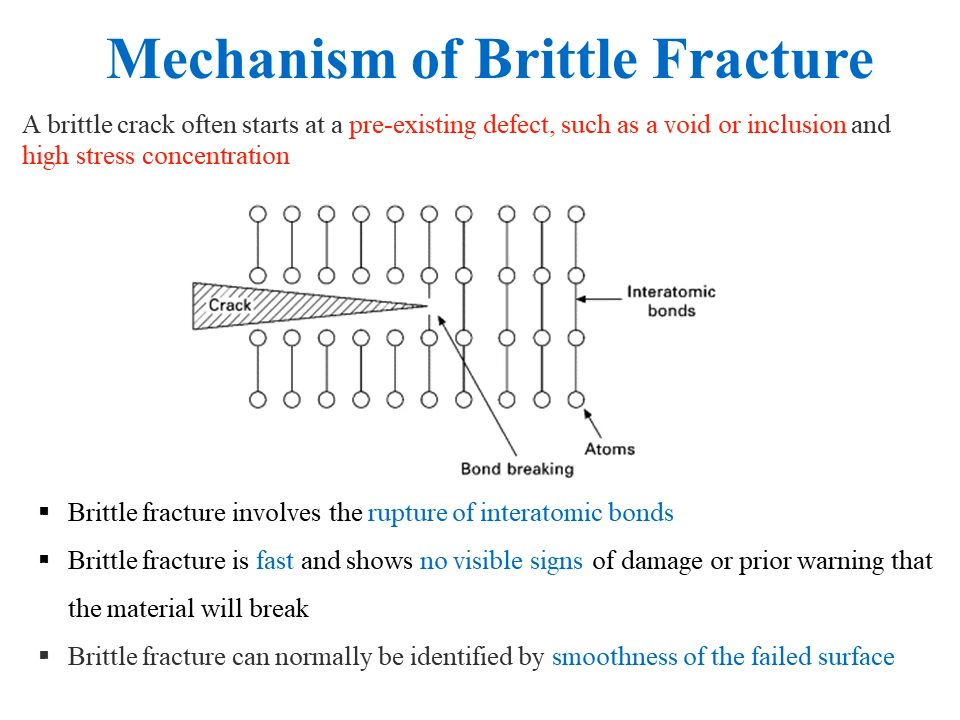 Mechanism of Brittle Fracture
A brittle crack often starts at a pre-existing defect, such as a void or inclusion and
high stress concentration
Crack
Interatomic
bonds
Atoms
Bond breaking
▪ Brittle fracture involves the rupture of interatomic bonds
▪ Brittle fracture is fast and shows no visible signs of damage or prior warning that
the material will break
▪ Brittle fracture can normally be identified by smoothness of the failed surface